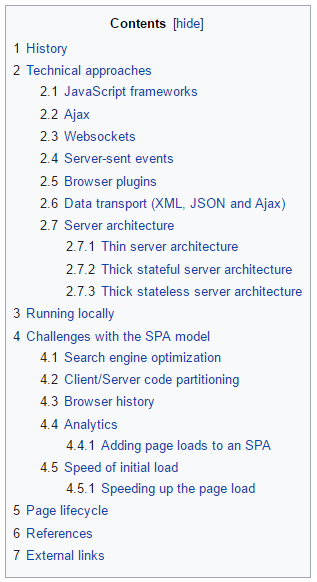 Contents [hide]
1 History
2 Technical approaches
2.1 JavaScript frameworks
2.2 Ajax
2.3 Websockets
2.4 Server-sent events
2.5 Browser plugins
2.6 Data transport (XML, JSON and Ajax)
2.7 Server architecture
2.7.1 Thin server architecture
2.7.2 Thick stateful server architecture
2.7.3 Thick stateless server architecture
3 Running locally
4 Challenges with the SPA model
4.1 Search engine optimization
4.2 Client/Server code partitioning
4.3 Browser history
4.4 Analytics
4.4.1 Adding page loads to an SPA
4.5 Speed of initial load
4.5.1 Speeding up the page load
5 Page lifecycle
6 References
7 External links